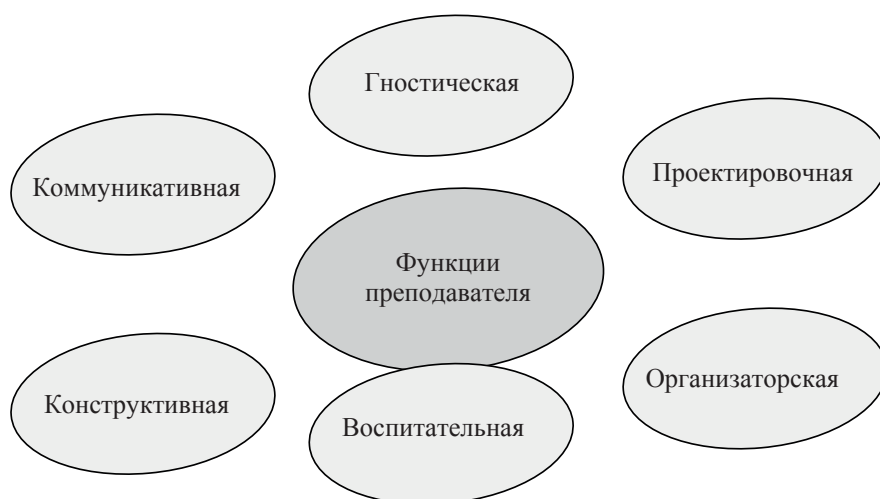 Гностическая
Коммуникативная
Проектировочная
Функции
преподавателя
Конструктивная
Воспитательная
Организаторская